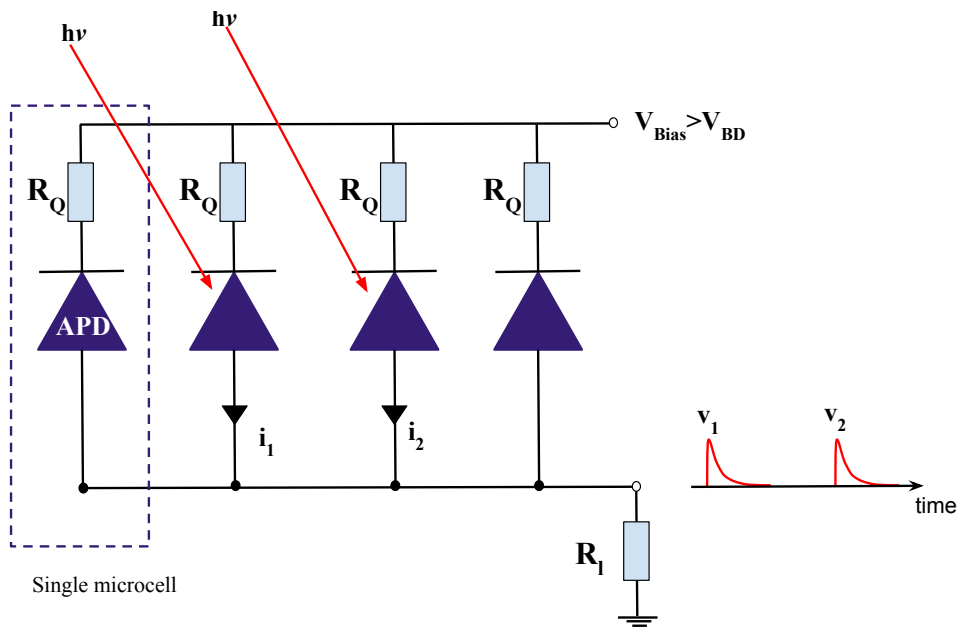 hν
hν
V_Bias>V_BD
R_Q
R_Q
R_Q
R_Q
APD
i_1
i_2
v_1
v_2
time
R_l
Single microcell